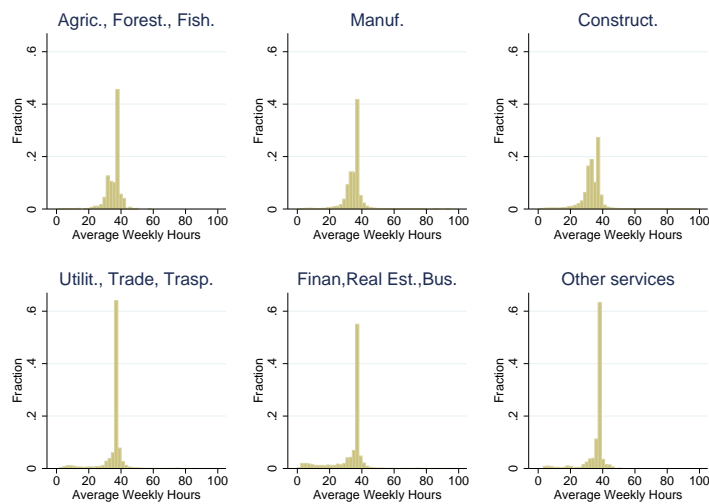 Agric., Forest., Fish.
Manuf.
Construct.
Fraction
0 .2 .4 .6
0 20 40 60 80 100
Average Weekly Hours
Fraction
0 .2 .4 .6
0 20 40 60 80 100
Average Weekly Hours
Fraction
0 .2 .4 .6
0 20 40 60 80 100
Average Weekly Hours
Utilit., Trade, Trasp.
Finan,Real Est.,Bus.
Other services
Fraction
0 .2 .4 .6
0 20 40 60 80 100
Average Weekly Hours
Fraction
0 .2 .4 .6
0 20 40 60 80 100
Average Weekly Hours
Fraction
0 .2 .4 .6
0 20 40 60 80 100
Average Weekly Hours